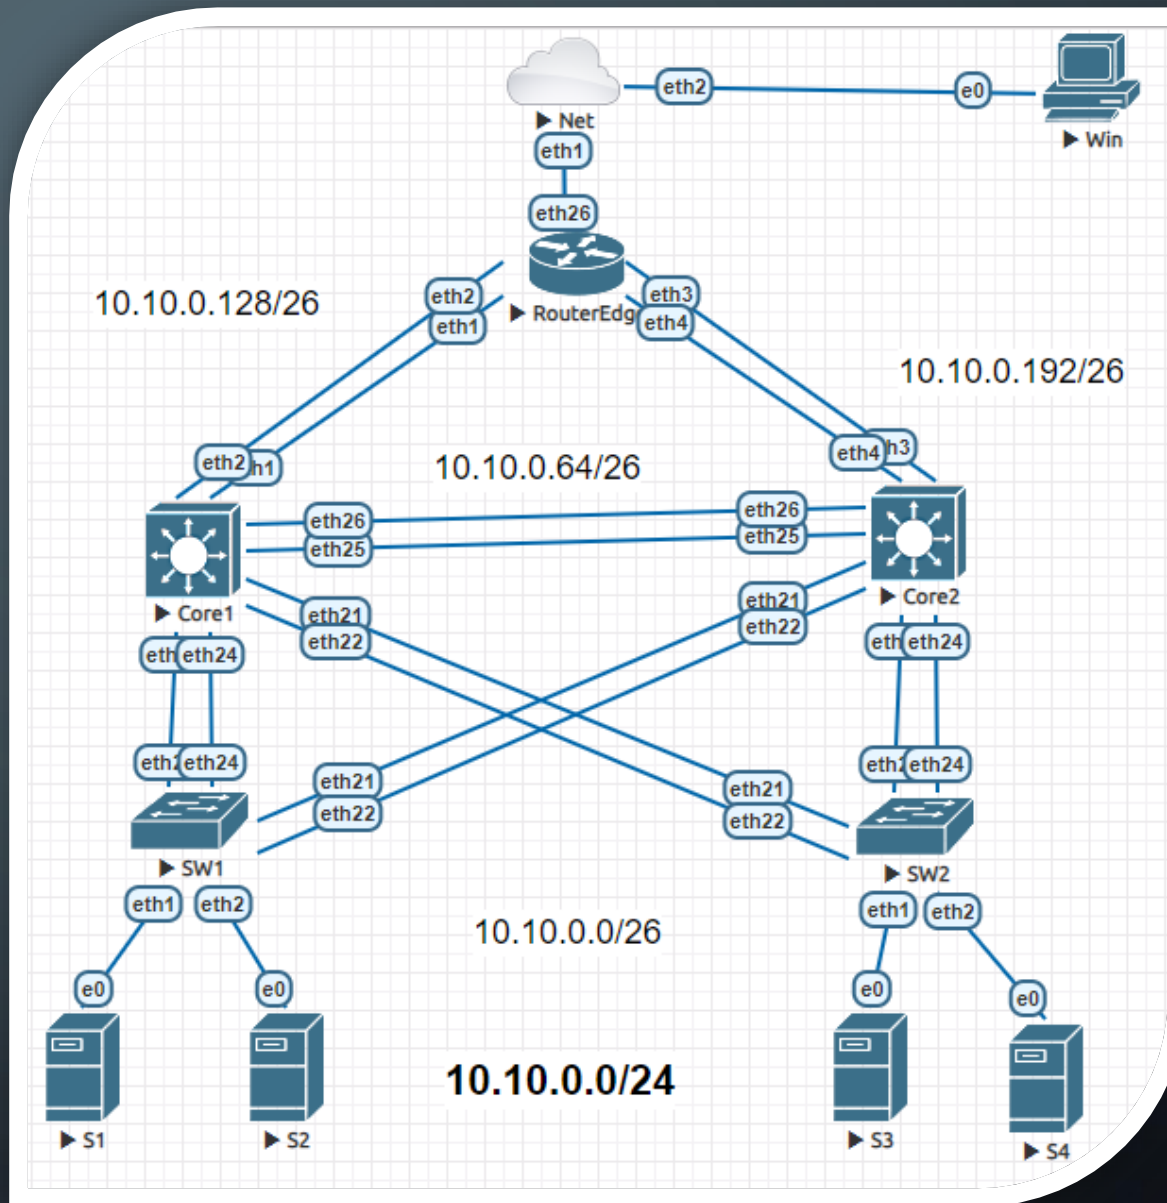 eth2
e0
Net
Win
eth1
eth26
10.10.0.128/26
eth2
eth3
eth1
RouterEdg
eth4
10.10.0.192/26
eth2
h1
10.10.0.64/26
eth4
h3
eth26
eth26
eth25
eth25
Core1
Core2
eth21
eth21
eth22
eth22
eth
eth24
eth
eth24
eth24
eth24
eth21
eth21
eth22
eth22
SW1
SW2
eth1
eth2
eth1
eth2
10.10.0.0/26
e0
e0
e0
e0
10.10.0.0/24
S1
S2
S3
S4